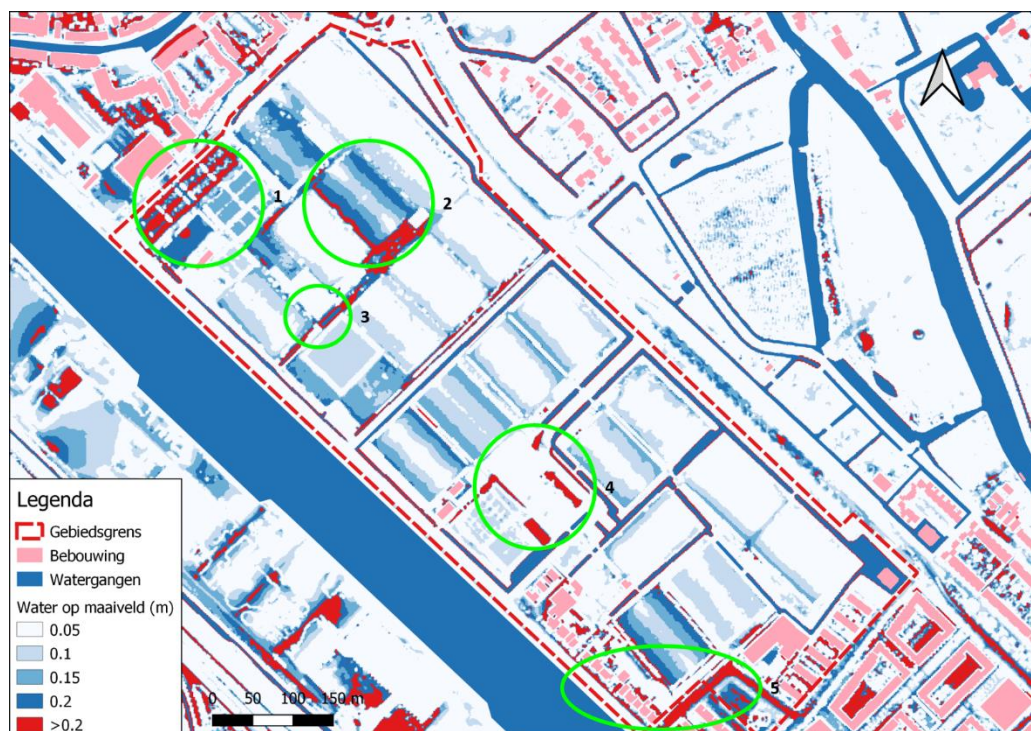 1
2
3
4
5
Legenda
Gebiedsgrens
Bebouwing
Watergangen
Water op maaiveld (m)
0.05
0.1
0.15
0.2
>0.2
0 50 100 150 m